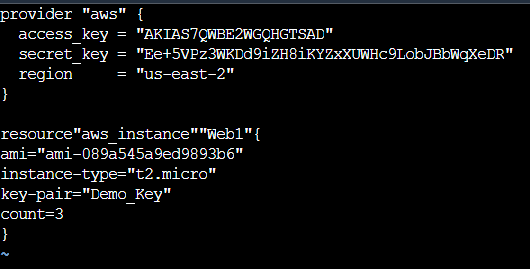 provider "aws" {
access_key = "AKIAS7QWBE2WGQHGTSAD"
secret_key = "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"
region = "us-east-2"
}
resource"aws_instance""Web1"{
ami="ami-089a545a9ed9893b6"
instance-type="t2.micro"
key-pair="Demo_Key"
count=3
}
~